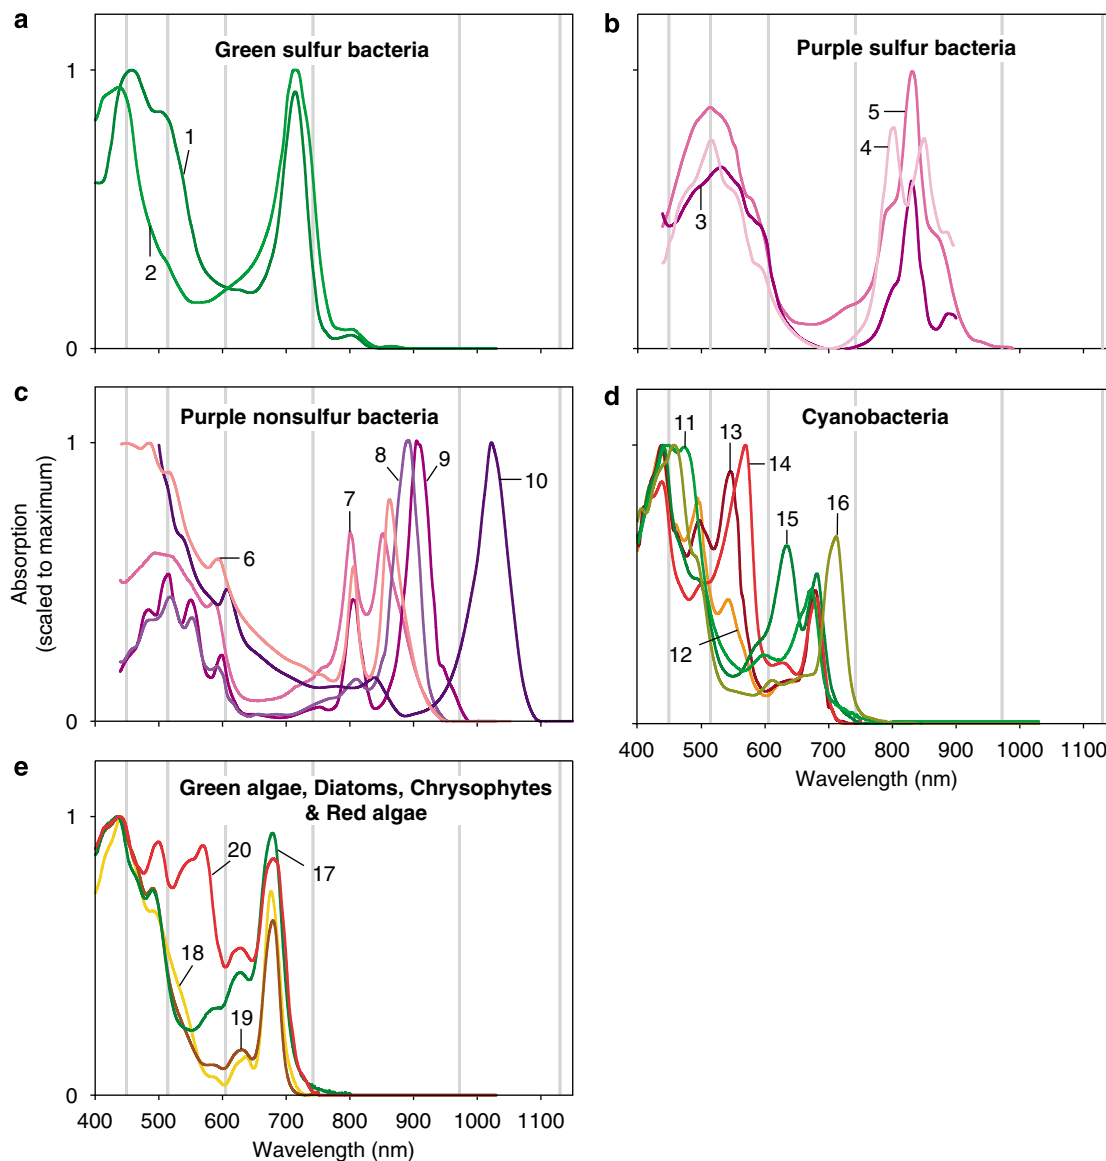 a
Green sulfur bacteria
1
0
1
2
b
Purple sulfur bacteria
5
4
3
c
Purple nonsulfur bacteria
1
0
6
7
8
9
10
Absorption
(scaled to maximum)
d
Cyanobacteria
11
13
14
15
16
12
400 500 600 700 800 900 1000 1100
Wavelength (nm)
e
Green algae, Diatoms, Chrysophytes
& Red algae
1
0
20
17
18
19
400 500 600 700 800 900 1000 1100
Wavelength (nm)